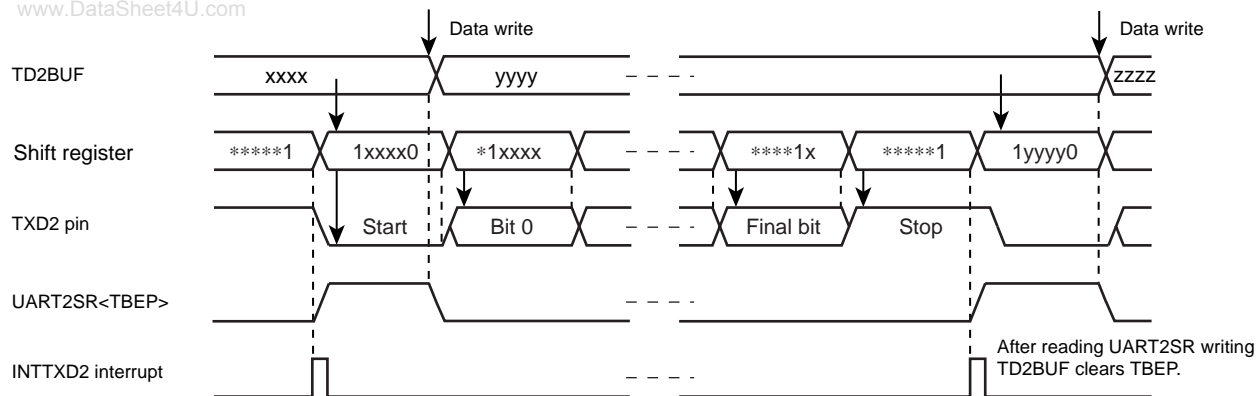 www.DataSheet4U.com
Data write
Data write
TD2BUF
xxxx
yyyy
zzzz
Shift register
*****1
1xxxx0
*1xxxx
****1x
*****1
1yyyy0
TXD2 pin
Start
Bit 0
Final bit
Stop
UART2SR<TBEP>
INTTXD2 interrupt
After reading UART2SR writing
TD2BUF clears TBEP.